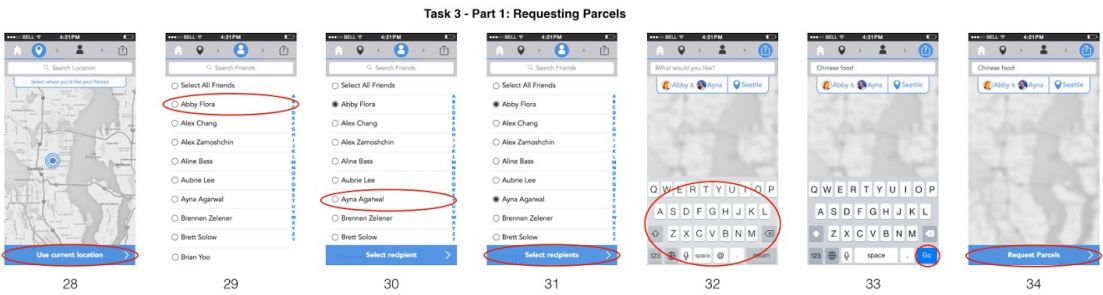 Task 3 - Part 1: Requesting Parcels
BELL 4:21PM
Search Location
Select where you'd like your Parcels
Seattle
Use current location
28
BELL 4:21PM
Search Friends
Select All Friends
Abby Flora
Alex Chang
Alex Zamoshchin
Aline Bass
Aubrie Lee
Ayna Agarwal
Brennen Zelener
Brett Solow
Brian Yoo
29
BELL 4:21PM
Search Friends
Select All Friends
Abby Flora
Alex Chang
Alex Zamoshchin
Aline Bass
Aubrie Lee
Ayna Agarwal
Brennen Zelener
Brett Solow
Select recipient
30
BELL 4:21PM
Search Friends
Select All Friends
Abby Flora
Alex Chang
Alex Zamoshchin
Aline Bass
Aubrie Lee
Ayna Agarwal
Brennen Zelener
Brett Solow
Select recipients
31
BELL 4:21PM
What would you like?
Abby & Ayna Seattle
Q W E R T Y U I O P
A S D F G H J K L
Z X C V B N M
123 space @ . return
32
BELL 4:21PM
Chinese food
Abby & Ayna Seattle
Q W E R T Y U I O P
A S D F G H J K L
Z X C V B N M
123 space . Go
33
BELL 4:21PM
Chinese food
Abby & Ayna Seattle
Request Parcels
34